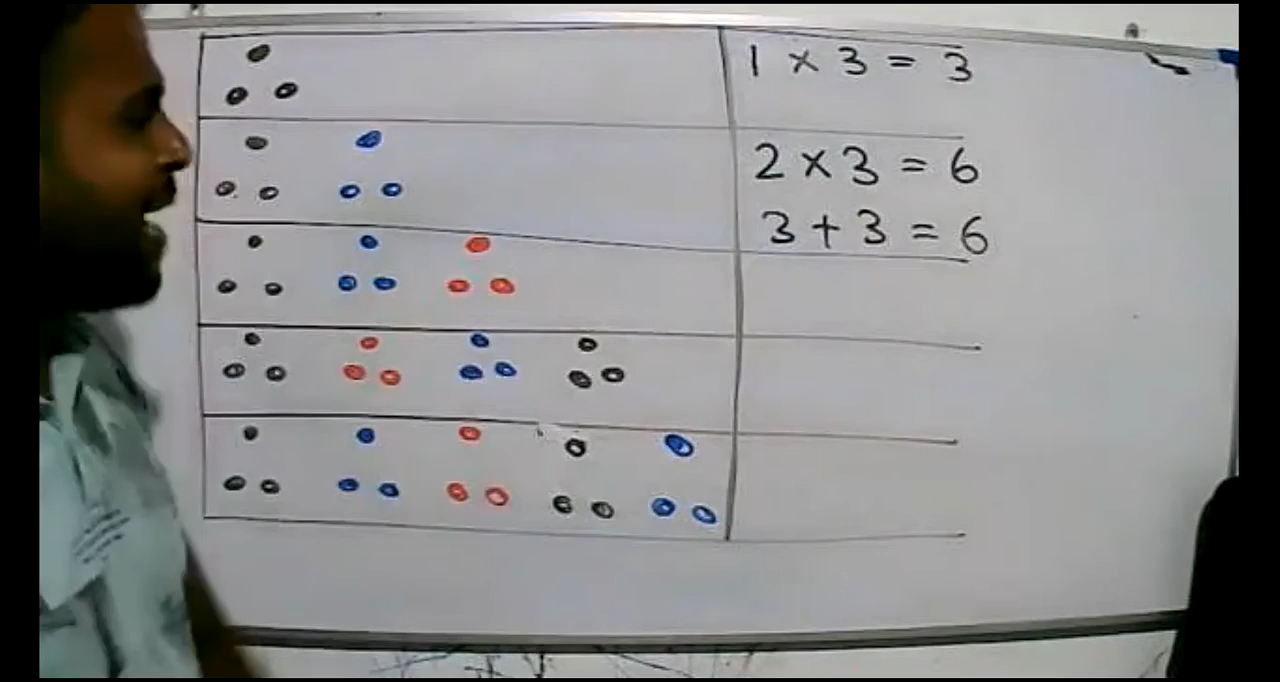 1 × 3 = 3
2 × 3 = 6
3 + 3 = 6